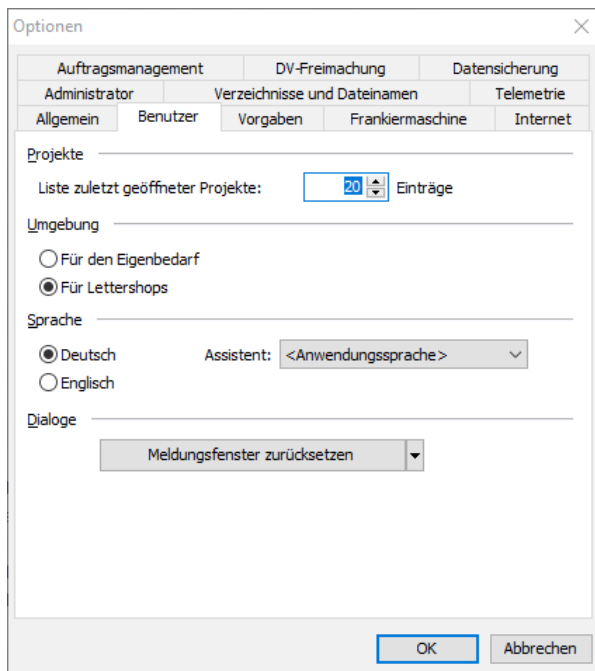 Optionen
Auftragsmanagement DV-Freimachung Datensicherung
Administrator Verzeichnisse und Dateinamen Telemetrie
Allgemein Benutzer Vorgaben Frankiermaschine Internet
Projekte
Liste zuletzt geöffneter Projekte: 20 Einträge
Umgebung
Für den Eigenbedarf
Für Lettershops
Sprache
Deutsch Assistent: <Anwendungssprache>
Englisch
Dialoge
Meldungsfenster zurücksetzen
OK Abbrechen